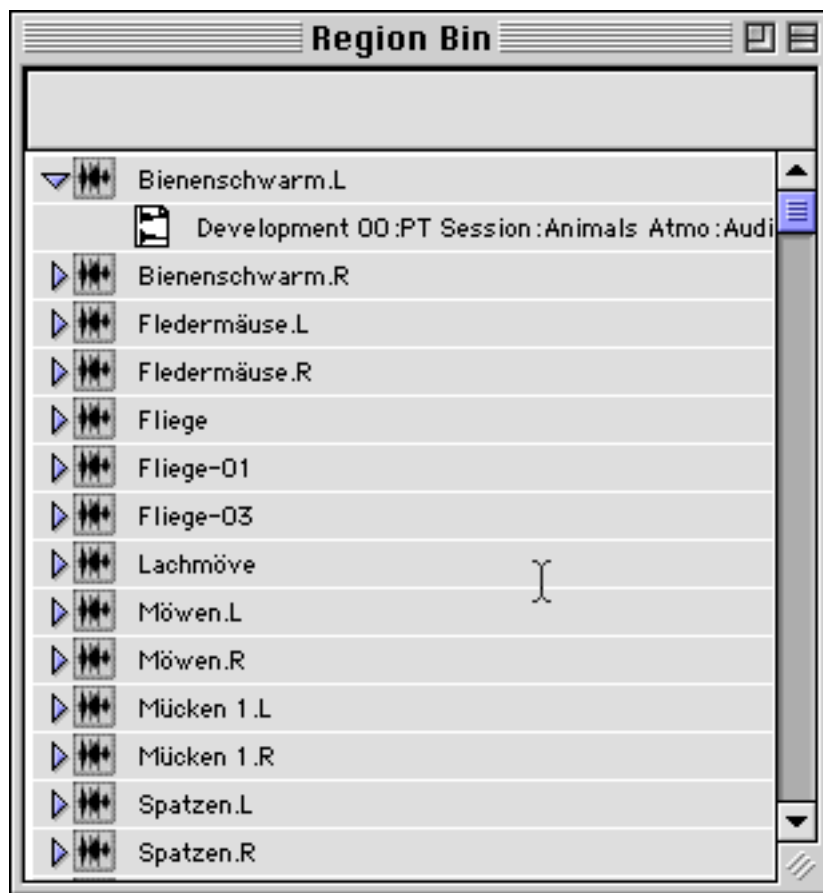 Region Bin
Bienenschwarm.L
Development 00:PT Session:Animals Atmo:Audi
Bienenschwarm.R
Fledermäuse.L
Fledermäuse.R
Fliege
Fliege-01
Fliege-03
Lachmöve
Möwen.L
Möwen.R
Mücken 1.L
Mücken 1.R
Spatzen.L
Spatzen.R